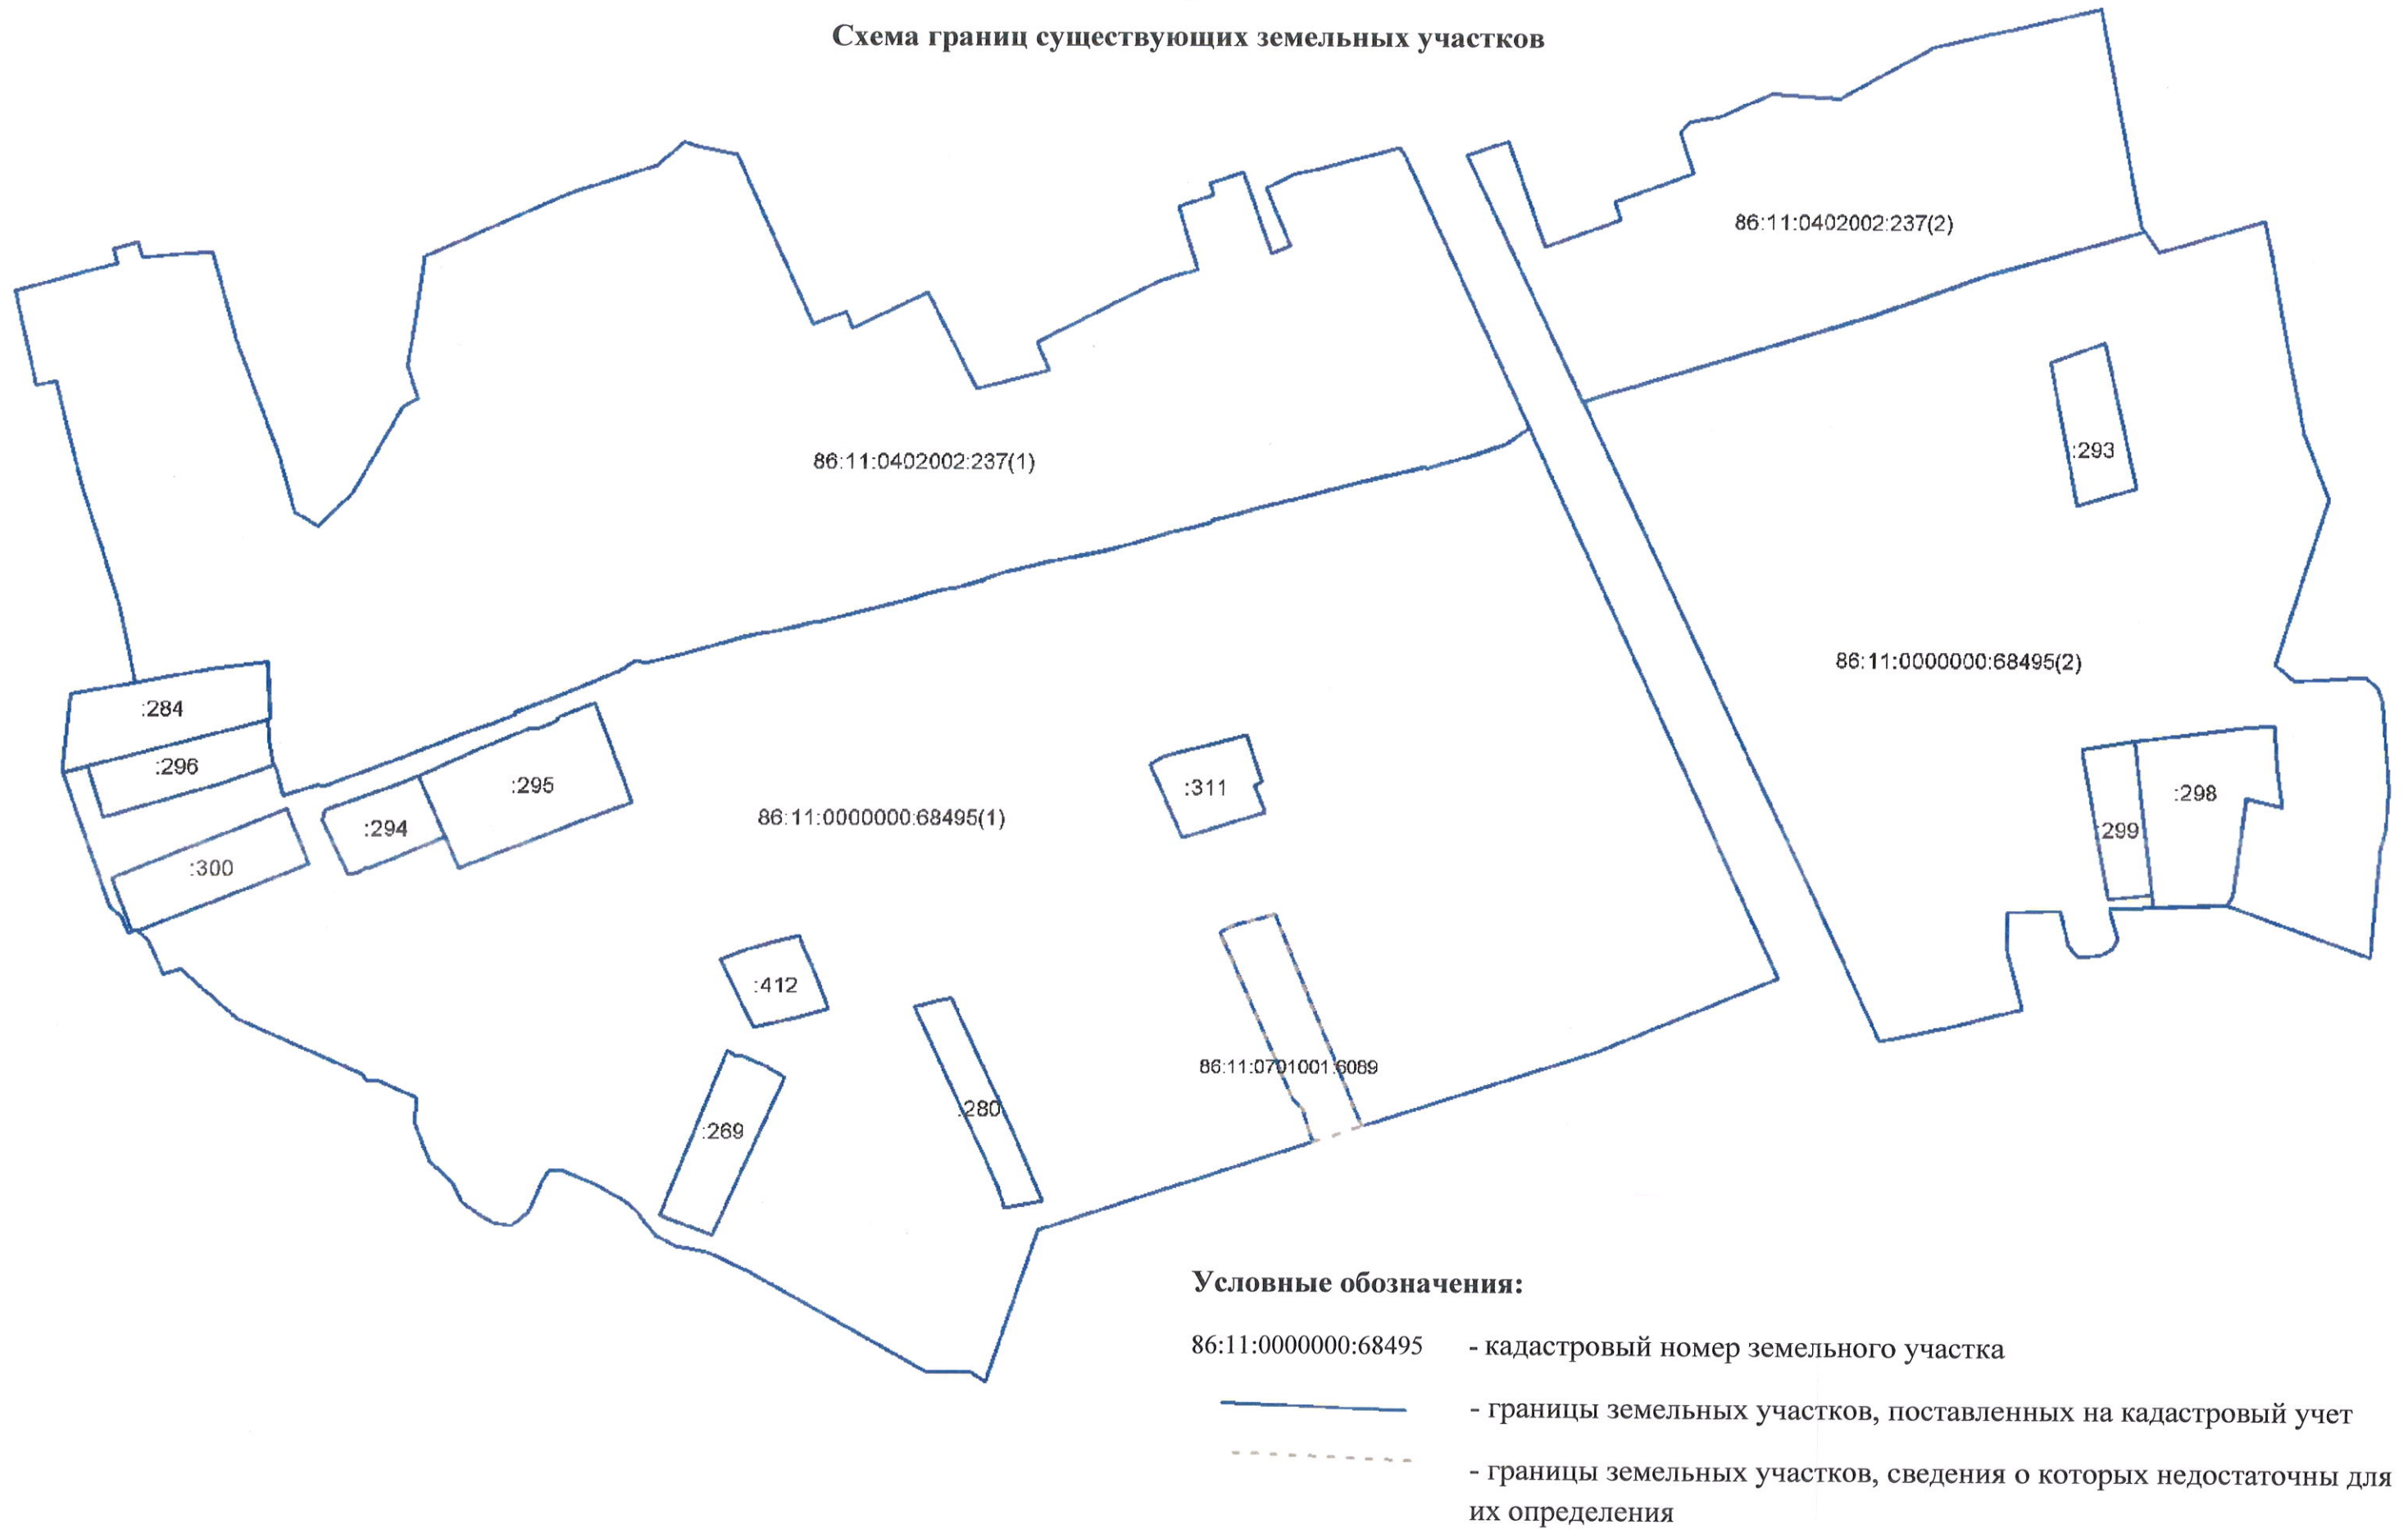 Схема границ существующих земельных участков
86:11:0402002:237(2)
:293
86:11:0402002:237(1)
86:11:0000000:68495(2)
:284
:296
:295
:294
:300
86:11:0000000:68495(1)
:311
:298
:299
:412
:269
:280
86:11:0701001:6089
Условные обозначения:
86:11:0000000:68495 - кадастровый номер земельного участка
- границы земельных участков, поставленных на кадастровый учет
- границы земельных участков, сведения о которых недостаточны для
их определения